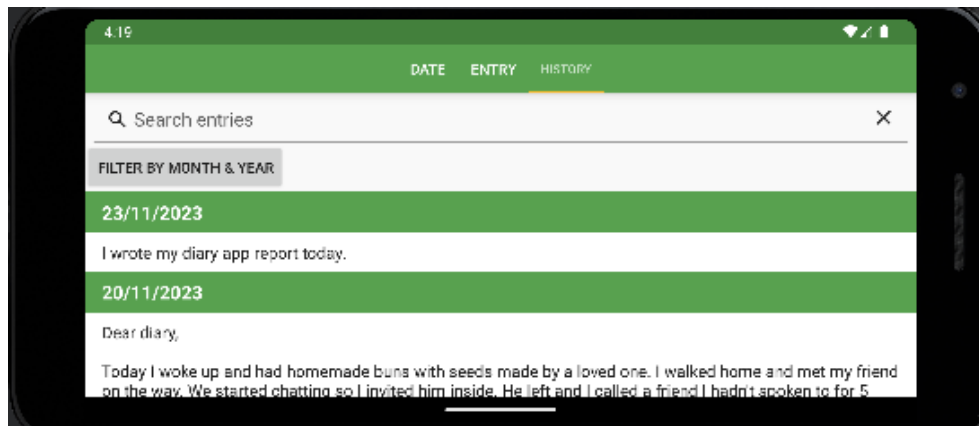 4:19
DATE ENTRY HISTORY
Search entries
FILTER BY MONTH & YEAR
23/11/2023
I wrote my diary app report today.
20/11/2023
Dear diary,
Today I woke up and had homemade buns with seeds made by a loved one. I walked home and met my friend
on the way. We started chatting so I invited him inside. He left and I called a friend I hadn't spoken to for 5